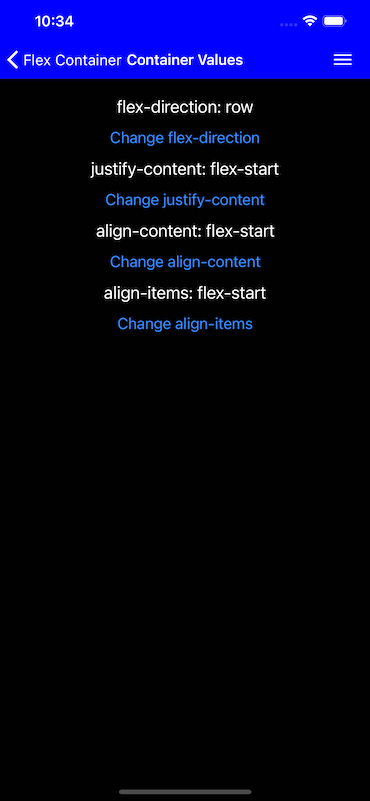 10:34
Flex Container Container Values
flex-direction: row
Change flex-direction
justify-content: flex-start
Change justify-content
align-content: flex-start
Change align-content
align-items: flex-start
Change align-items